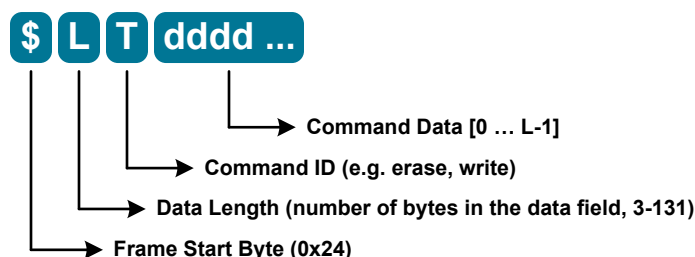 $ L T dddd ...
Command Data [0 … L-1]
Command ID (e.g. erase, write)
Data Length (number of bytes in the data field, 3-131)
Frame Start Byte (0x24)